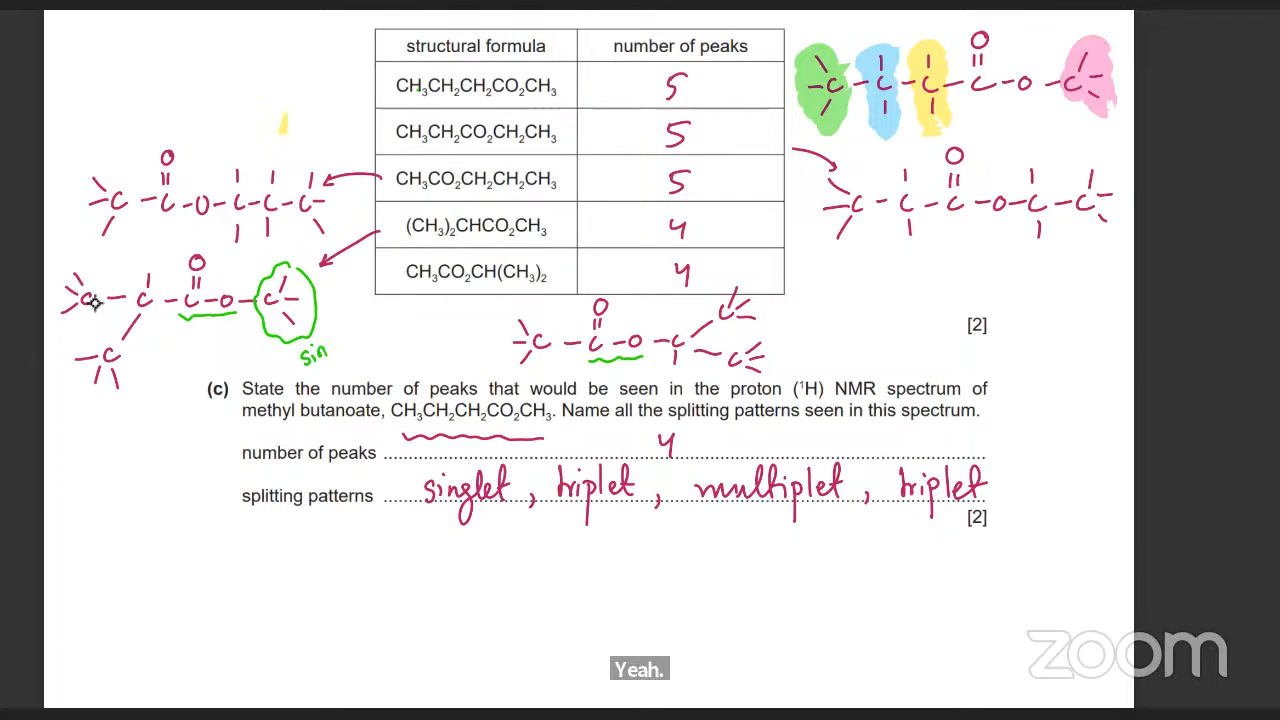 structural formula number of peaks
CH₃CH₂CH₂CO₂CH₃ 5
CH₃CH₂CO₂CH₂CH₃ 5
CH₃CO₂CH₂CH₂CH₃ 5
(CH₃)₂CHCO₂CH₃ 4
CH₃CO₂CH(CH₃)₂ 4
O
C - C - C - C - O - C
O
C - C - O - C - C - C
O
C - C - C - O - C - C
O
C - C - C - O - C
C
sin
O
C - C - O - C
C
C
[2]
(c) State the number of peaks that would be seen in the proton (¹H) NMR spectrum of
methyl butanoate, CH₃CH₂CH₂CO₂CH₃. Name all the splitting patterns seen in this spectrum.
number of peaks 4
splitting patterns singlet, triplet, multiplet, triplet
[2]
zoom
Yeah.